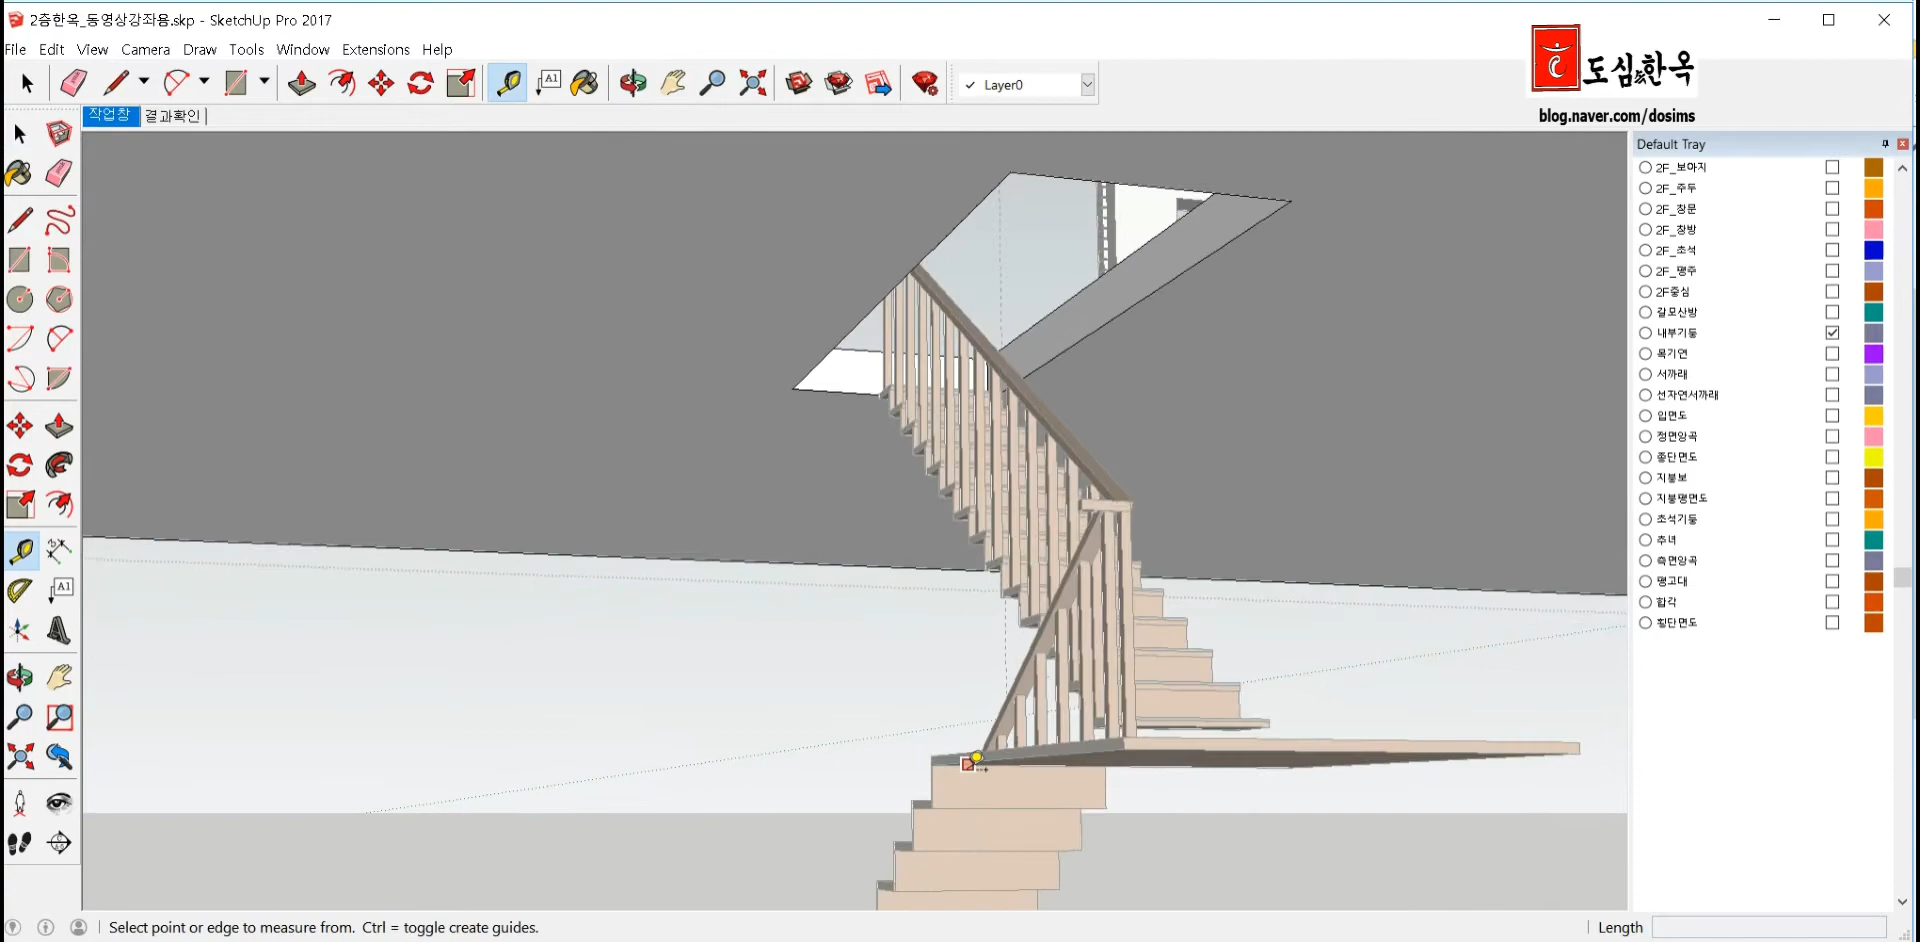 2층한옥_동영상강좌용.skp - SketchUp Pro 2017
File Edit View Camera Draw Tools Window Extensions Help
도심한옥
A1
Layer0
blog.naver.com/dosims
작업창 결과확인
Default Tray
2F_보마지
2F_주두
2F_창문
2F_창방
2F_초석
2F_평주
2F중심
갈모산방
내부기둥
목기연
서까래
선자연서까래
입면도
정면앙곡
종단면도
지붕보
지붕평면도
초석기둥
추녀
측면앙곡
평고대
합각
횡단면도
A1
Select point or edge to measure from. Ctrl = toggle create guides.
Length